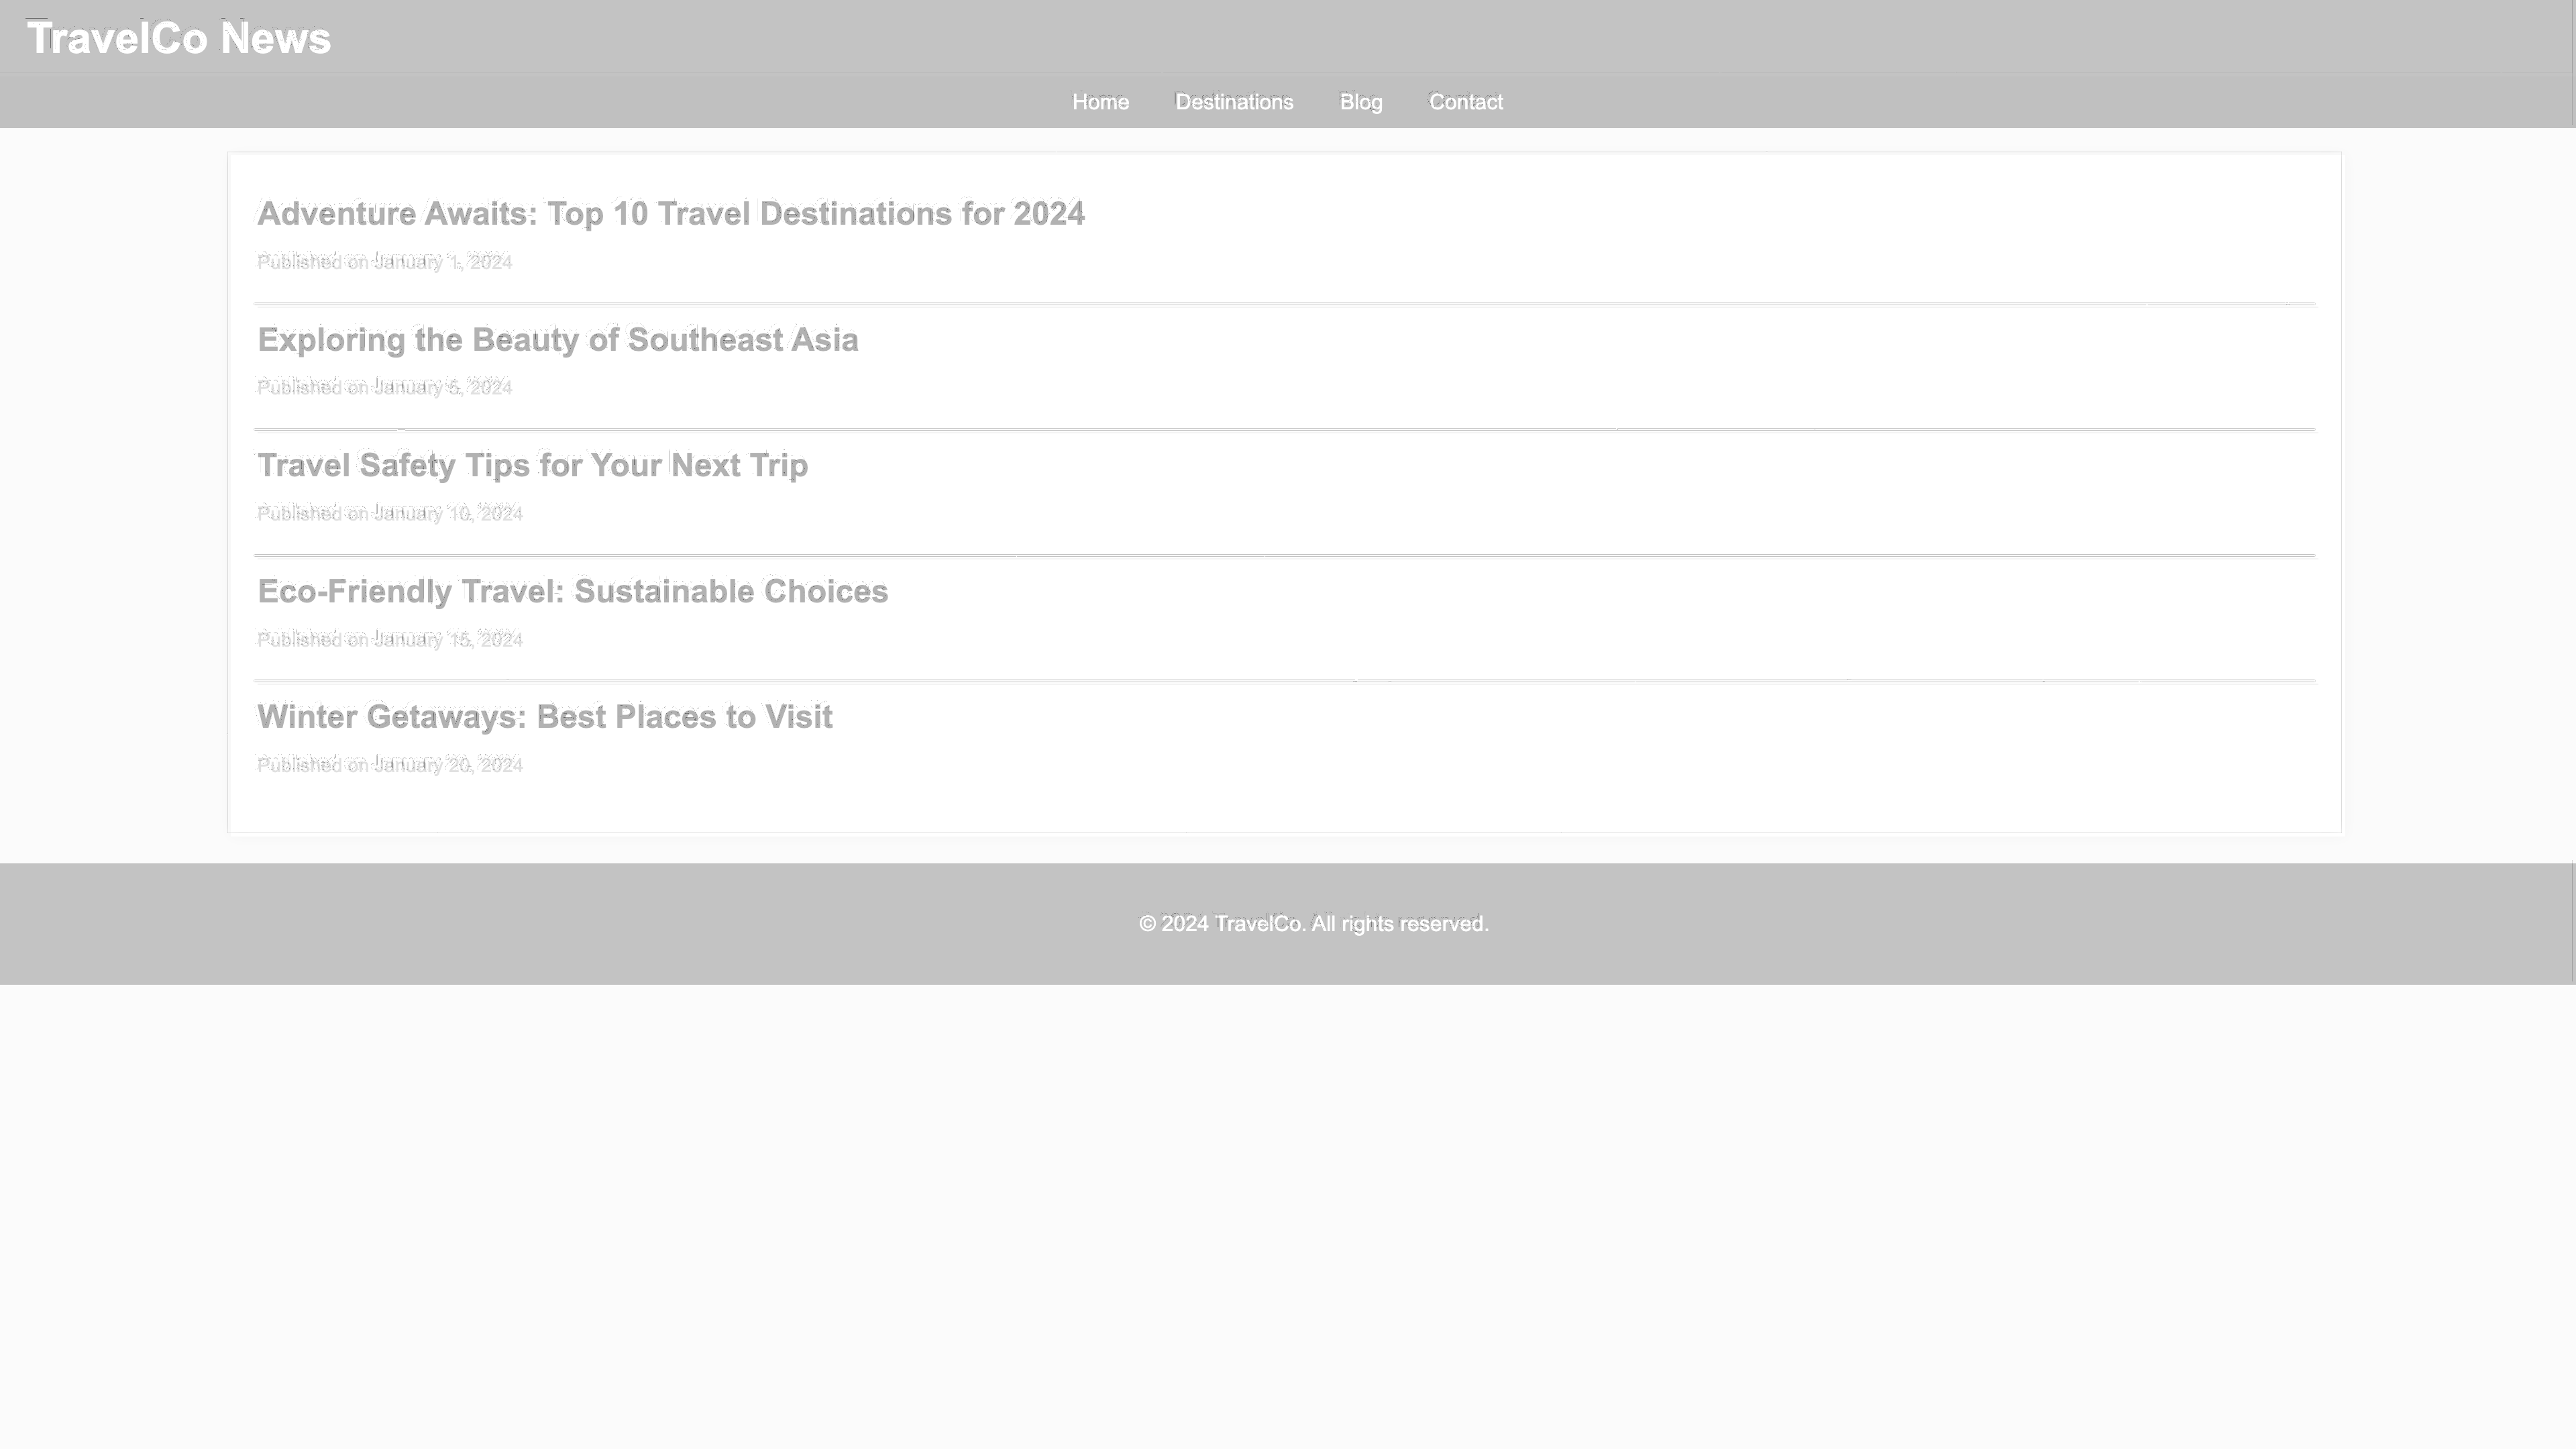 TravelCo News
Home Destinations Blog Contact
Adventure Awaits: Top 10 Travel Destinations for 2024
Published on January 1, 2024
Exploring the Beauty of Southeast Asia
Published on January 5, 2024
Travel Safety Tips for Your Next Trip
Published on January 10, 2024
Eco-Friendly Travel: Sustainable Choices
Published on January 15, 2024
Winter Getaways: Best Places to Visit
Published on January 20, 2024
© 2024 TravelCo. All rights reserved.